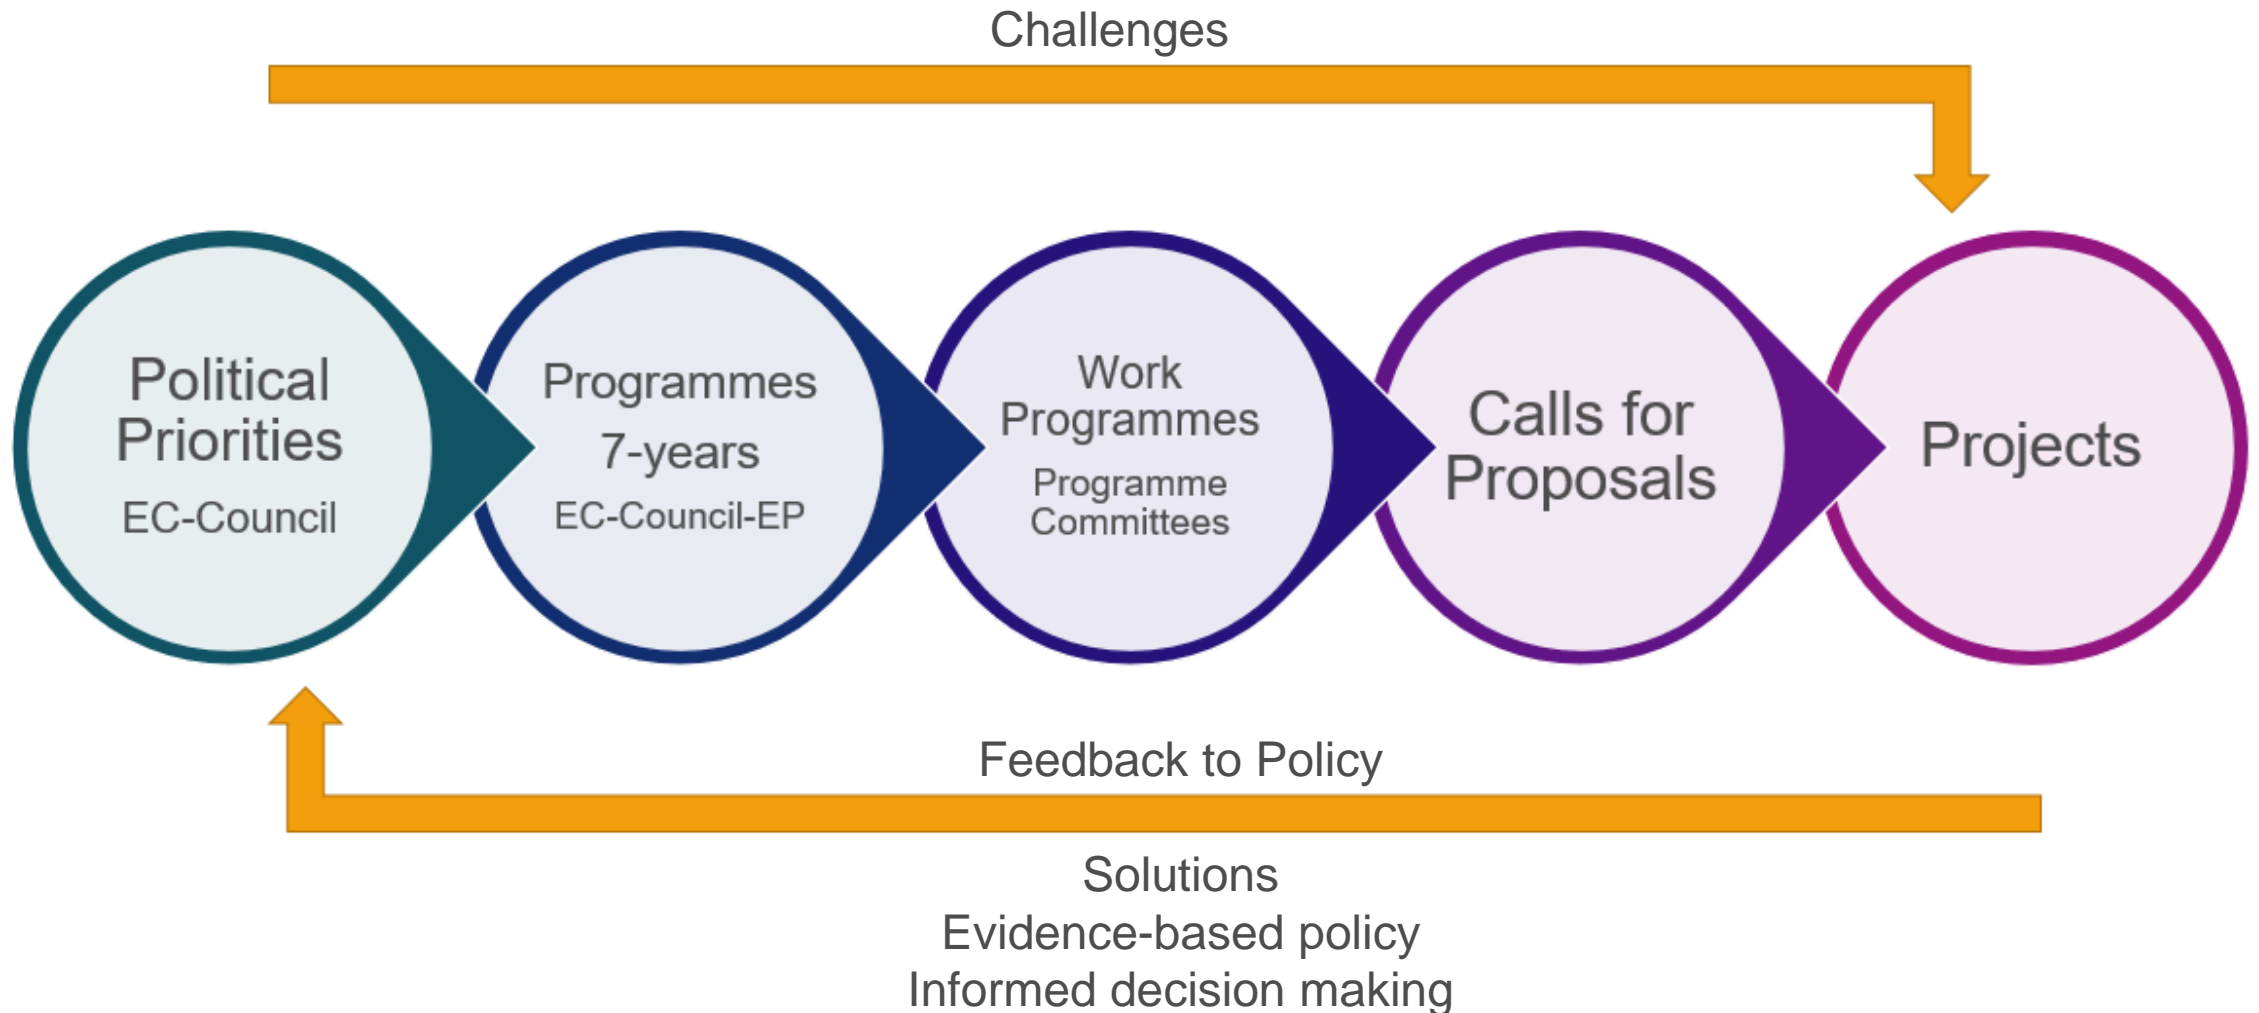 Challenges
Political
Priorities
EC-Council
Programmes
7-years
EC-Council-EP
Work
Programmes
Programme
Committees
Calls for
Proposals
Projects
Feedback to Policy
Solutions
Evidence-based policy
Informed decision making